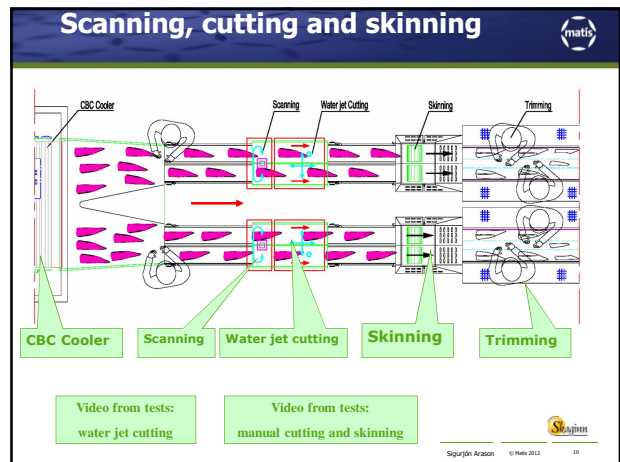 Scanning, cutting and skinning
matís
CBC Cooler
Scanning
Water jet Cutting
Skinning
Trimming
CBC Cooler
Scanning
Water jet cutting
Skinning
Trimming
Video from tests:
water jet cutting
Video from tests:
manual cutting and skinning
Skaginn
Sigurjón Arason
© Matís 2012
10